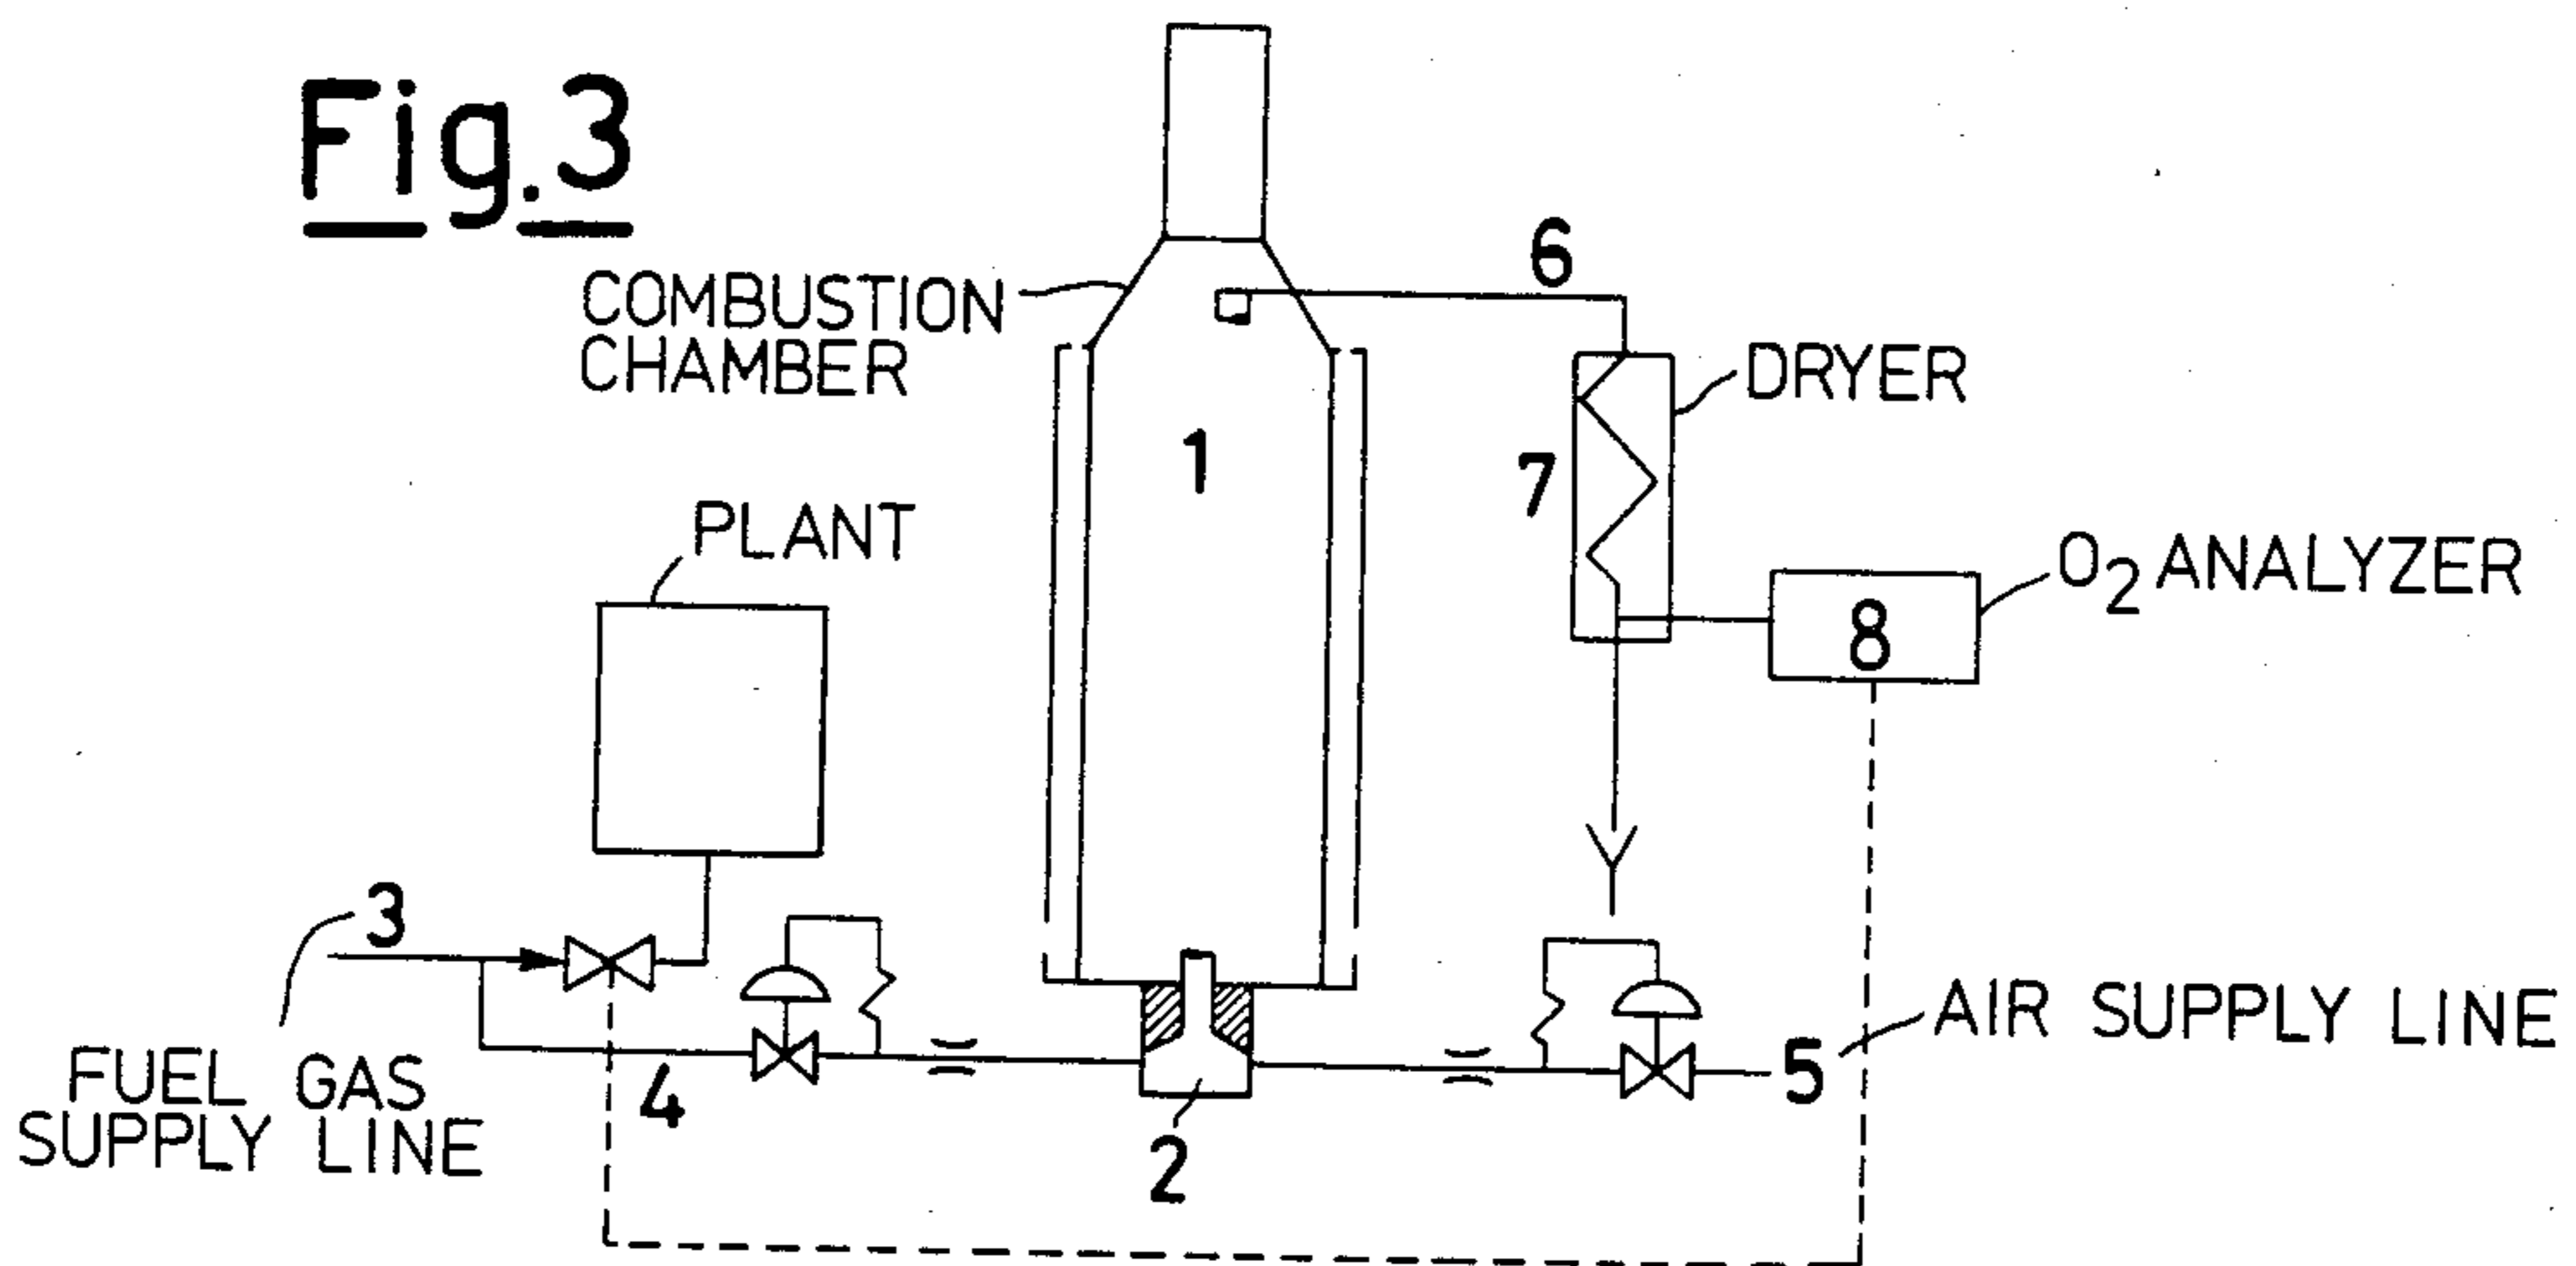 Fig.3
COMBUSTION
CHAMBER
6
DRYER
1
7
PLANT
O2 ANALYZER
8
3
FUEL GAS
SUPPLY LINE
4
2
5
AIR SUPPLY LINE